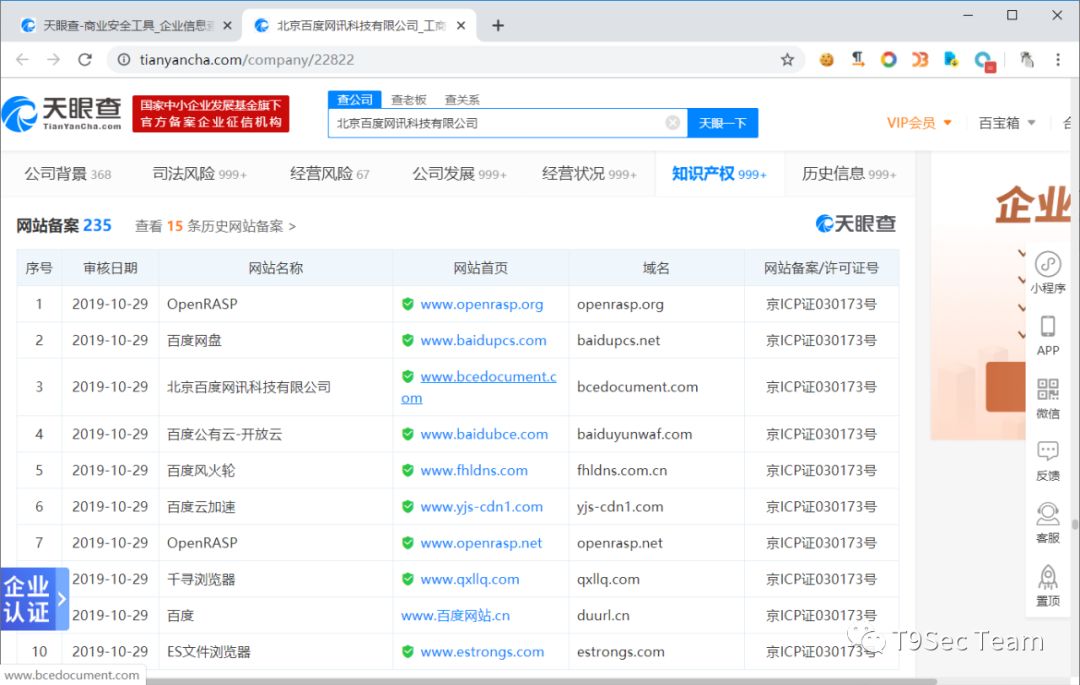 天眼查-商业安全工具_企业信息
北京百度网讯科技有限公司_工商
tianyancha.com/company/22822
天眼查
TianYanCha.com
国家中小企业发展基金旗下
官方备案企业征信机构
查公司 查老板 查关系
北京百度网讯科技有限公司
天眼一下
VIP会员 百宝箱
公司背景 368 司法风险 999+ 经营风险 67 公司发展 999+ 经营状况 999+ 知识产权 999+ 历史信息 999+
网站备案 235 查看 15 条历史网站备案 >
天眼查
序号 审核日期 网站名称 网站首页 域名 网站备案/许可证号
1 2019-10-29 OpenRASP www.openrasp.org openrasp.org 京ICP证030173号
2 2019-10-29 百度网盘 www.baidupcs.com baidupcs.net 京ICP证030173号
3 2019-10-29 北京百度网讯科技有限公司 www.bcedocument.c
om bcedocument.com 京ICP证030173号
4 2019-10-29 百度公有云-开放云 www.baidubce.com baiduyunwaf.com 京ICP证030173号
5 2019-10-29 百度风火轮 www.fhldns.com fhldns.com.cn 京ICP证030173号
6 2019-10-29 百度云加速 www.yjs-cdn1.com yjs-cdn1.com 京ICP证030173号
7 2019-10-29 OpenRASP www.openrasp.net openrasp.net 京ICP证030173号
2019-10-29 千寻浏览器 www.qxllq.com qxllq.com 京ICP证030173号
2019-10-29 百度 www.百度网站.cn duurl.cn 京ICP证030173号
10 2019-10-29 ES文件浏览器 www.estrongs.com estrongs.com 京ICP证030173号
企业
认证
企业
小程序
APP
微信
反馈
客服
置顶
T9Sec Team
www.bcedocument.com